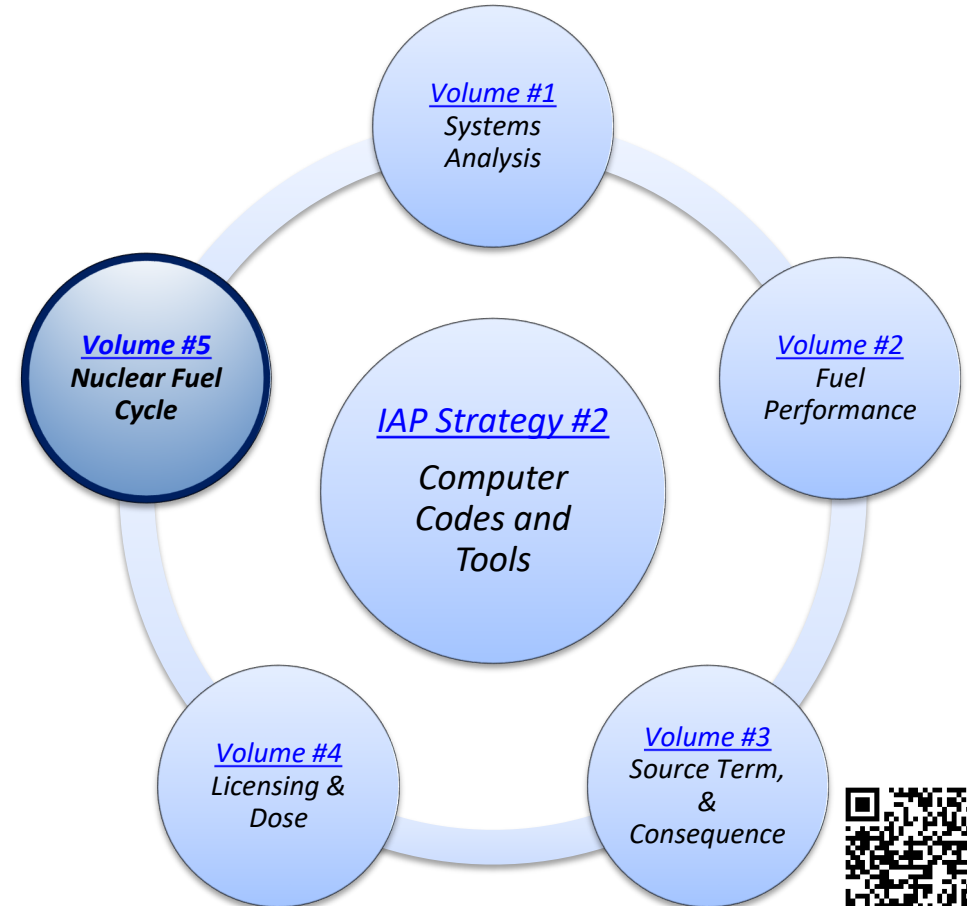 Volume #1
Systems
Analysis
Volume #2
Fuel
Performance
Volume #3
Source Term,
&
Consequence
Volume #4
Licensing &
Dose
Volume #5
Nuclear Fuel
Cycle
IAP Strategy #2
Computer
Codes and
Tools